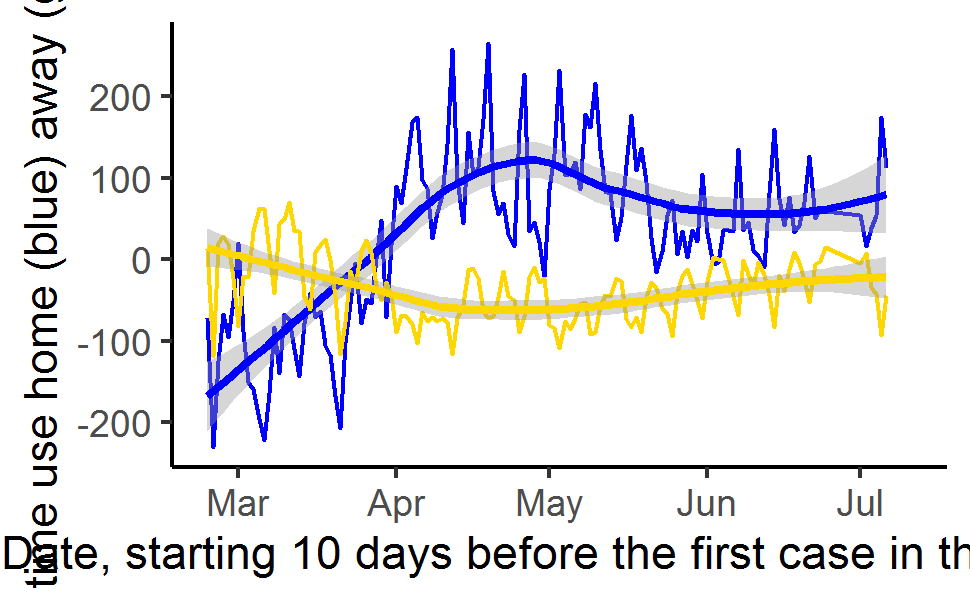 time use home (blue) away (
200
100
0
-100
-200
Mar Apr May Jun Jul
Date, starting 10 days before the first case in th